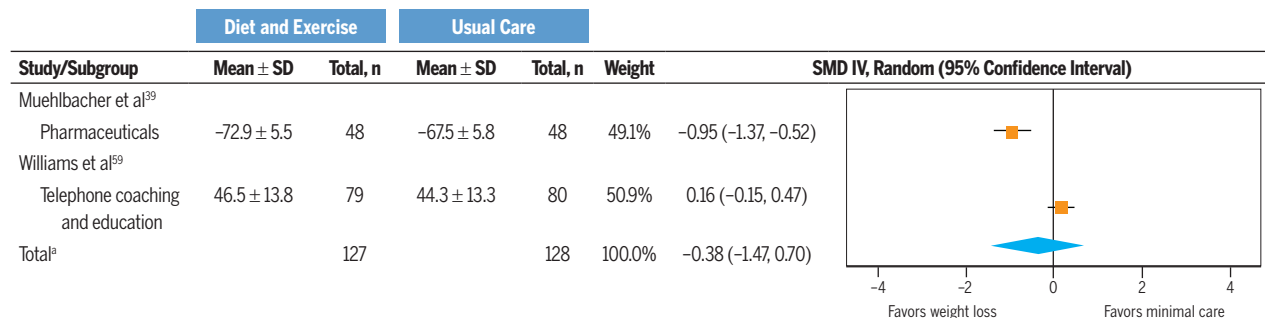 Diet and Exercise Usual Care
Study/Subgroup Mean ± SD Total, n Mean ± SD Total, n Weight SMD IV, Random (95% Confidence Interval)
Muehlbacher et al³⁹
Pharmaceuticals –72.9 ± 5.5 48 –67.5 ± 5.8 48 49.1% –0.95 (–1.37, –0.52)
Williams et al⁵⁹
Telephone coaching 46.5 ± 13.8 79 44.3 ± 13.3 80 50.9% 0.16 (–0.15, 0.47)
and education
Totalᵃ 127 128 100.0% –0.38 (–1.47, 0.70)
–4 –2 0 2 4
Favors weight loss Favors minimal care